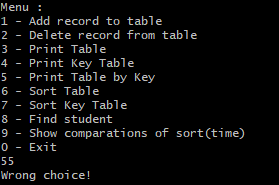 Menu :
1 - Add record to table
2 - Delete record from table
3 - Print Table
4 - Print Key Table
5 - Print Table by Key
6 - Sort Table
7 - Sort Key Table
8 - Find student
9 - Show comparations of sort(time)
0 - Exit
55
Wrong choice!